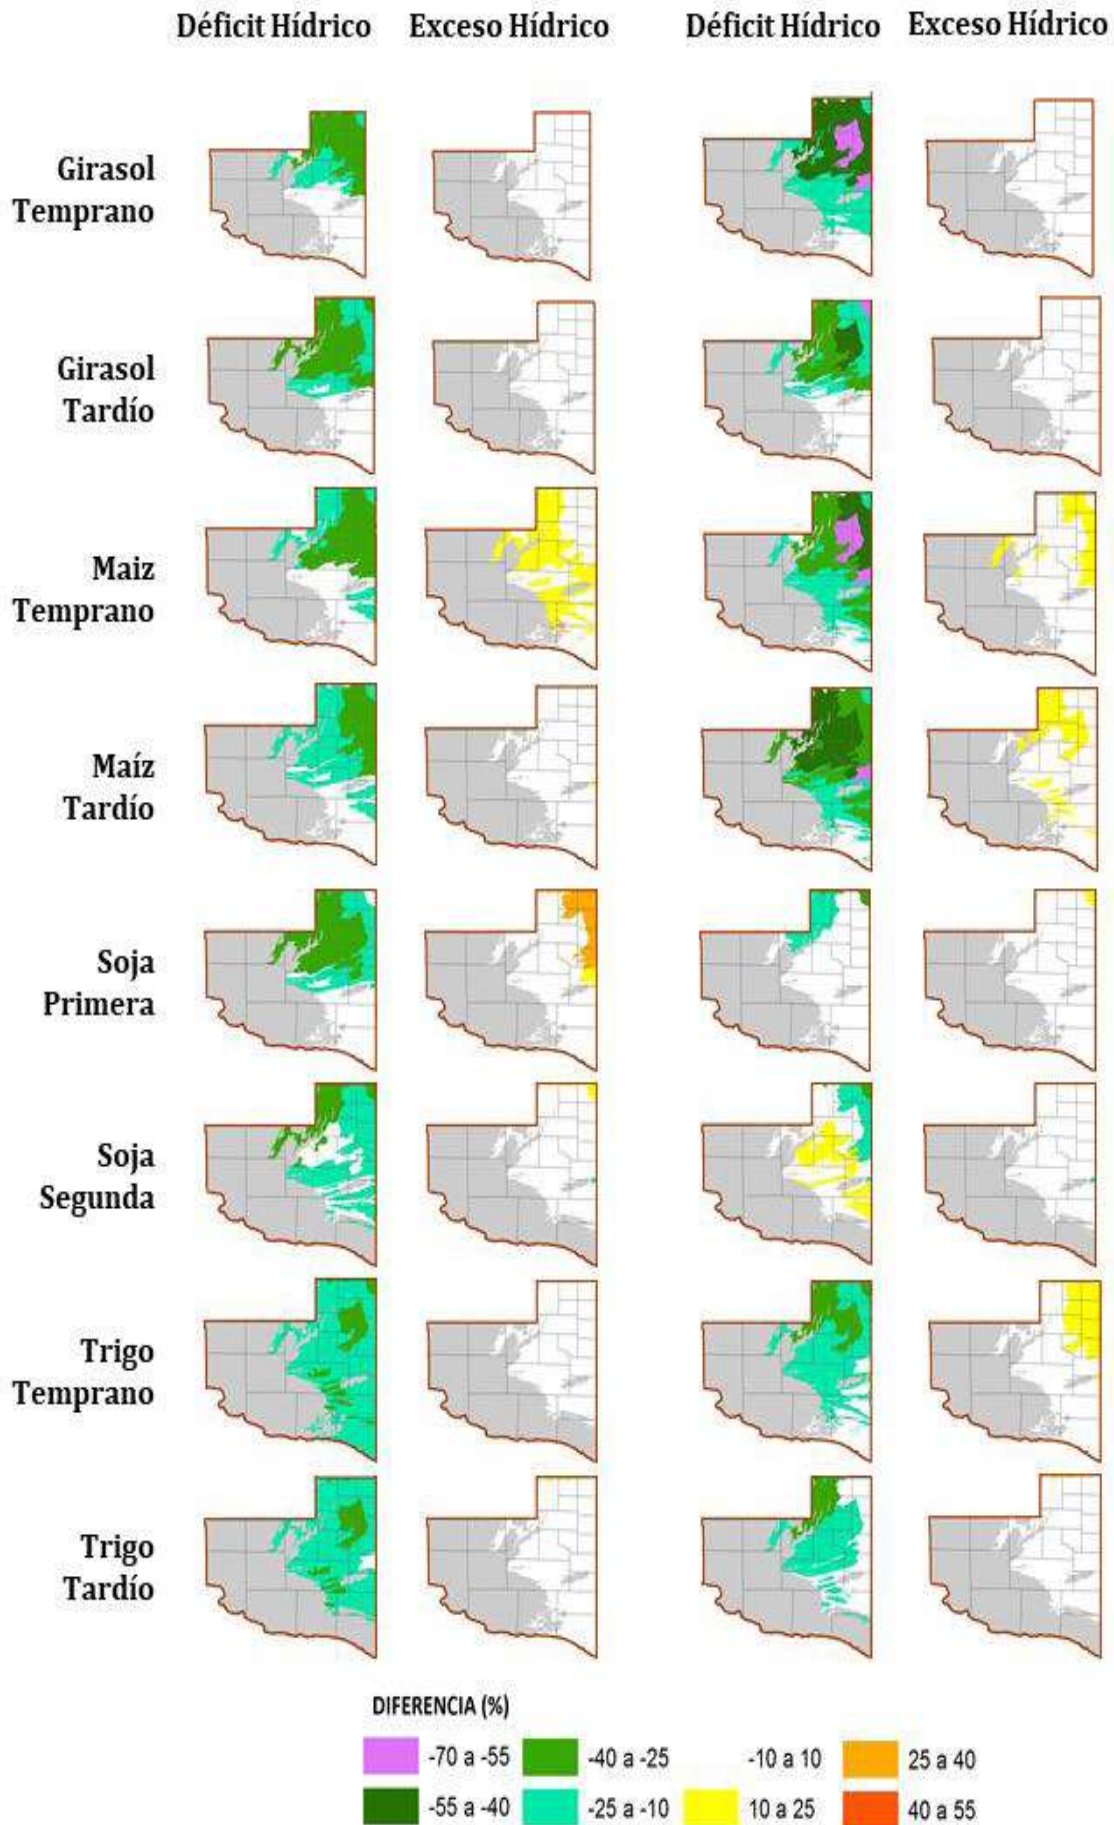 Déficit Hídrico Exceso Hídrico Déficit Hídrico Exceso Hídrico
Girasol
Temprano
Girasol
Tardío
Maiz
Temprano
Maíz
Tardío
Soja
Primera
Soja
Segunda
Trigo
Temprano
Trigo
Tardío
DIFERENCIA (%)
-70 a -55 -40 a -25 -10 a 10 25 a 40
-55 a -40 -25 a -10 10 a 25 40 a 55